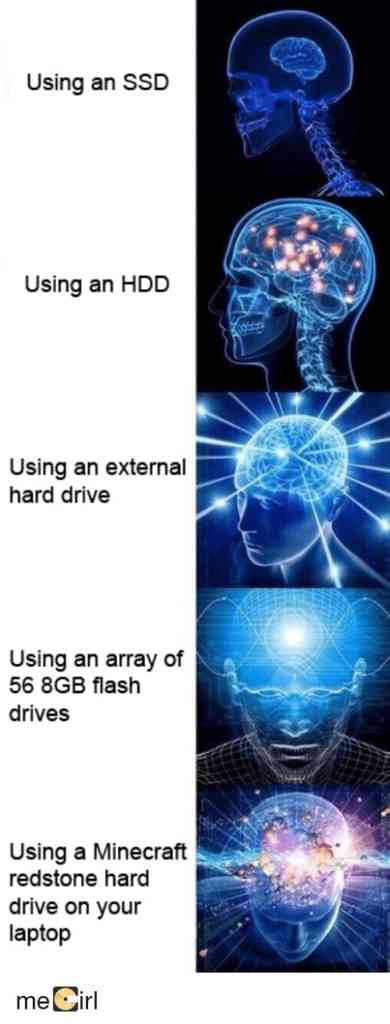 Using an SSD
Using an HDD
Using an external
hard drive
Using an array of
56 8GB flash
drives
Using a Minecraft
redstone hard
drive on your
laptop
me📀irl